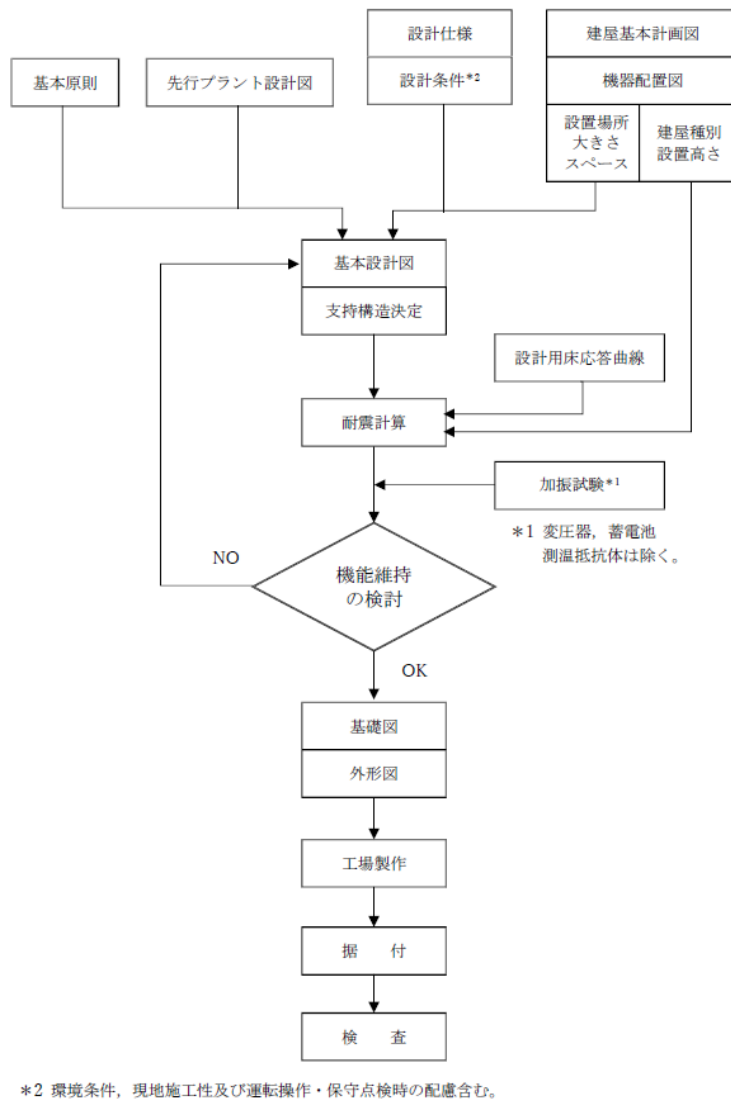 設計仕様
設計条件*2
建屋基本計画図
機器配置図
設置場所
大きさ
スペース
建屋種別
設置高さ
基本原則
先行プラント設計図
基本設計図
支持構造決定
設計用床応答曲線
耐震計算
加振試験*1
*1 変圧器，蓄電池
測温抵抗体は除く。
NO
機能維持
の検討
OK
基礎図
外形図
工場製作
据　付
検　査
*2 環境条件，現地施工性及び運転操作・保守点検時の配慮含む。